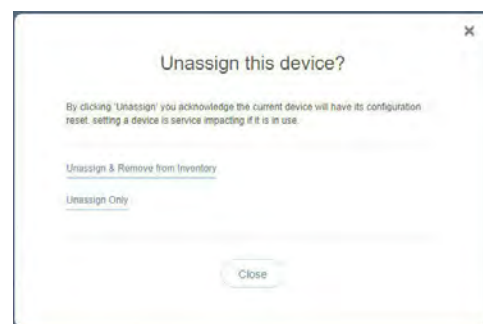 Unassign this device?
By clicking 'Unassign' you acknowledge the current device will have its configuration
reset. setting a device is service impacting if it is in use.
Unassign & Remove from Inventory
Unassign Only
Close